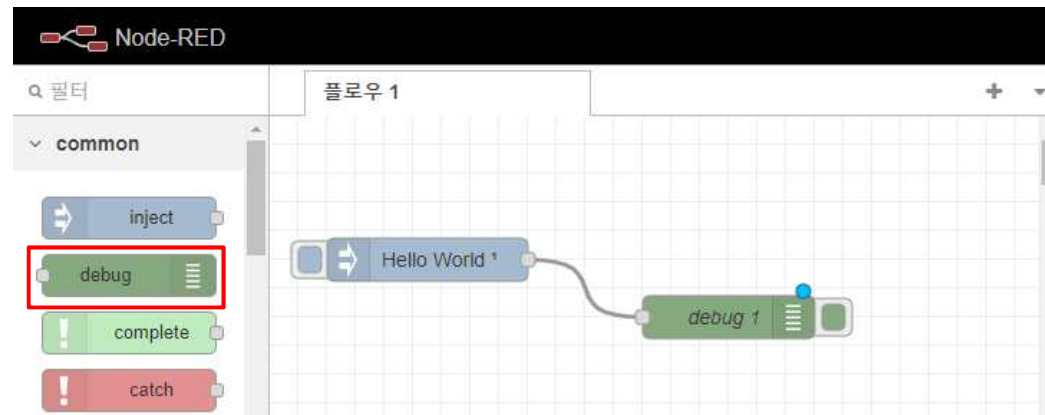 Node-RED
필터
플로우 1
common
inject
debug
complete
catch
Hello World ¹
debug 1